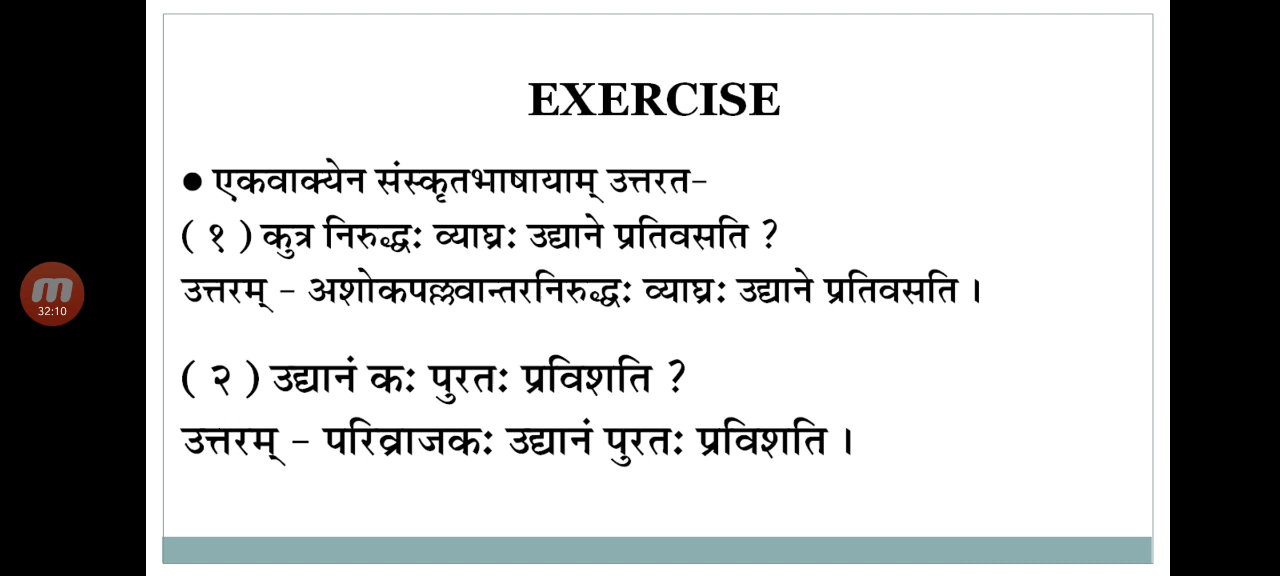 EXERCISE
● एकवाक्येन संस्कृतभाषायाम् उत्तरत-
( १ ) कुत्र निरुद्धः व्याघ्रः उद्याने प्रतिवसति ?
उत्तरम् - अशोकपल्लवान्तरनिरुद्धः व्याघ्रः उद्याने प्रतिवसति ।
( २ ) उद्यानं कः पुरतः प्रविशति ?
उत्तरम् - परिव्राजकः उद्यानं पुरतः प्रविशति ।
32:10